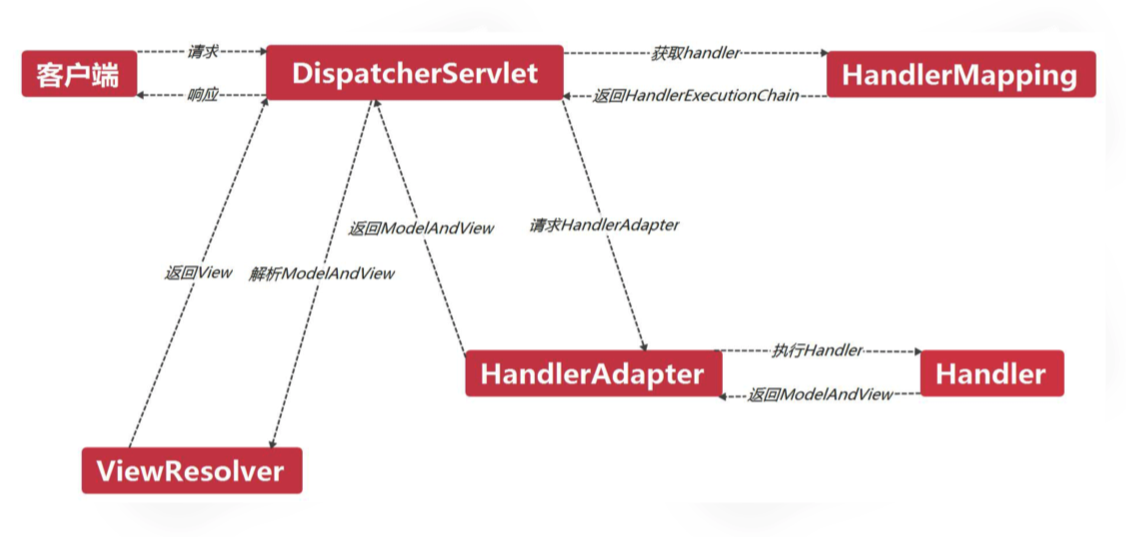 请求
获取handler
客户端
DispatcherServlet
HandlerMapping
响应
返回HandlerExecutionChain
返回ModelAndView
请求HandlerAdapter
返回View
解析ModelAndView
执行Handler
HandlerAdapter
Handler
返回ModelAndView
ViewResolver